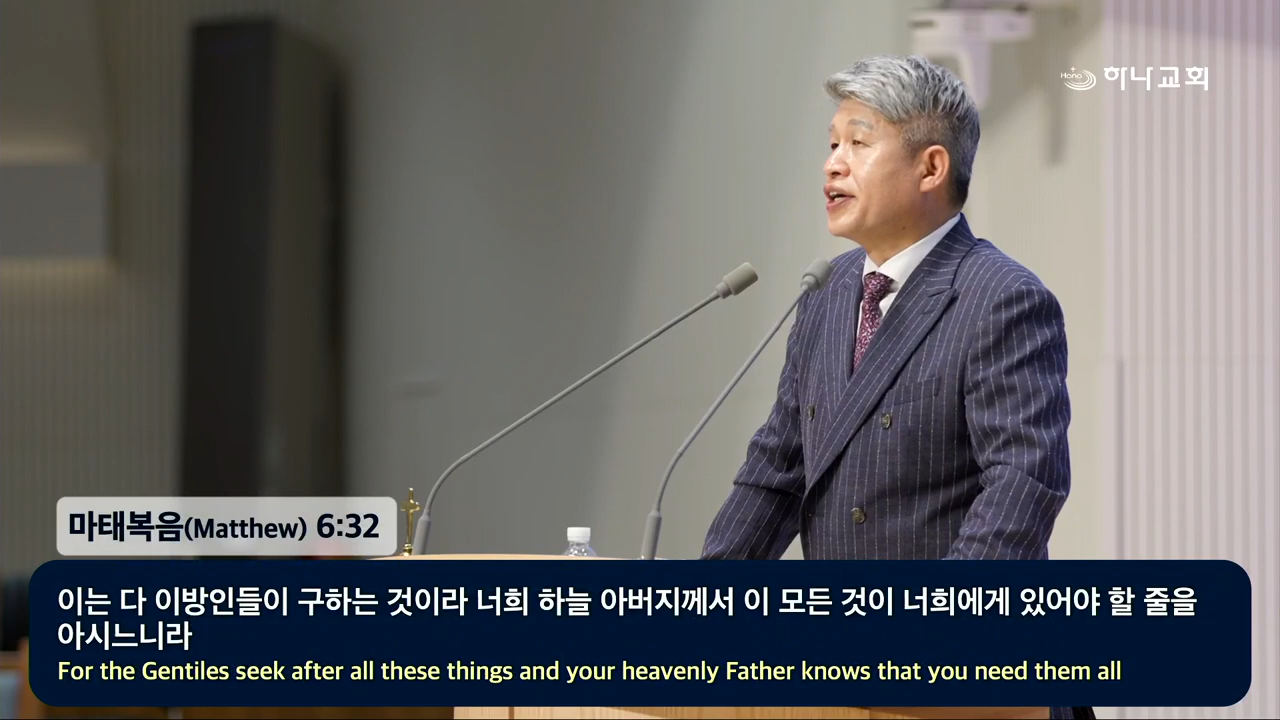 Hana 하나교회
마태복음(Matthew) 6:32
이는 다 이방인들이 구하는 것이라 너희 하늘 아버지께서 이 모든 것이 너희에게 있어야 할 줄을
아시느니라
For the Gentiles seek after all these things and your heavenly Father knows that you need them all